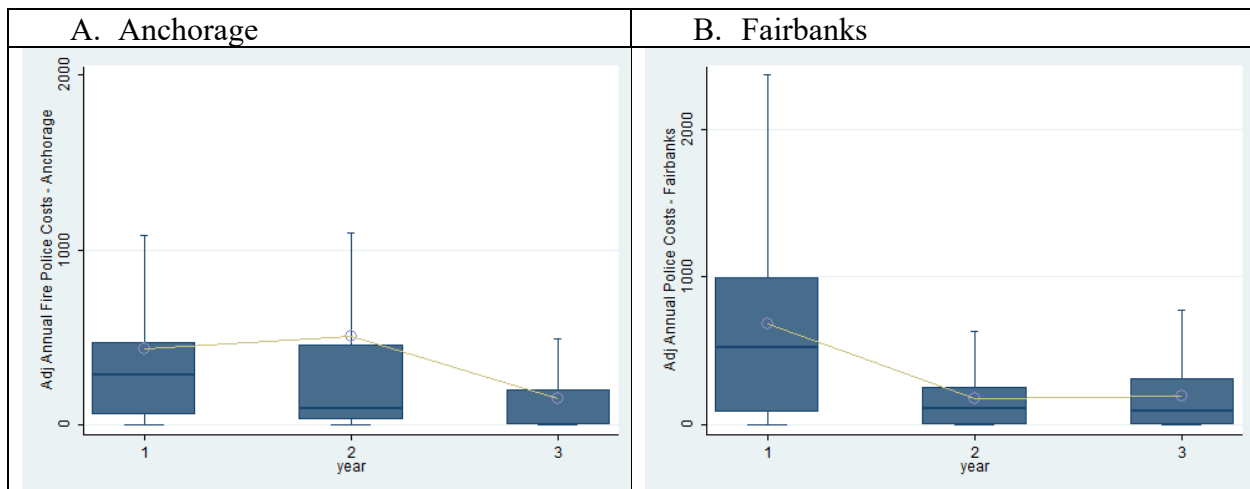 A. Anchorage
Adj Annual Fire Police Costs - Anchorage
2000
1000
0
1 2 3
year
B. Fairbanks
Adj Annual Police Costs - Fairbanks
2000
1000
0
1 2 3
year